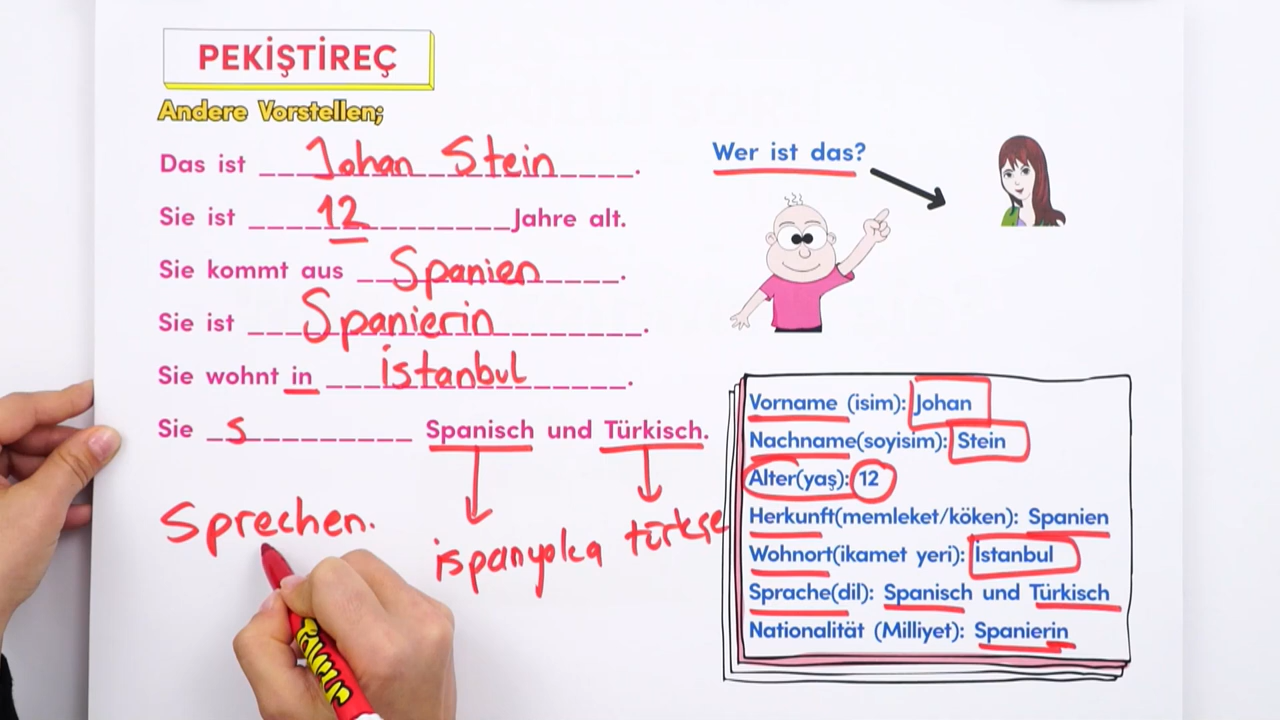 PEKİŞTİREÇ
Andere Vorstellen;
Das ist Johan Stein.
Sie ist 12 Jahre alt.
Sie kommt aus Spanien.
Sie ist Spanierin.
Sie wohnt in istanbul.
Sie s Spanisch und Türkisch.
Sprechen.
ispanyolca türkçe
Wer ist das?
Vorname (isim): Johan
Nachname(soyisim): Stein
Alter(yaş): 12
Herkunft(memleket/köken): Spanien
Wohnort(ikamet yeri): İstanbul
Sprache(dil): Spanisch und Türkisch
Nationalität (Milliyet): Spanierin